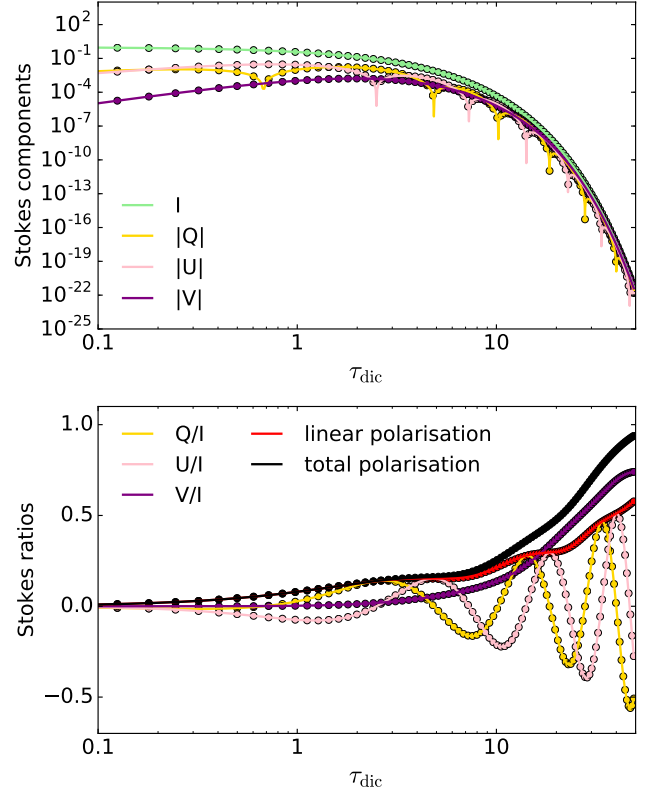 Stokes components
10^2
10^-1
10^-4
10^-7
10^-10
10^-13
10^-16
10^-19
10^-22
10^-25
I
|Q|
|U|
|V|
0.1 1 10
τ_dic
Stokes ratios
1.0
0.5
0.0
−0.5
Q/I linear polarisation
U/I total polarisation
V/I
0.1 1 10
τ_dic